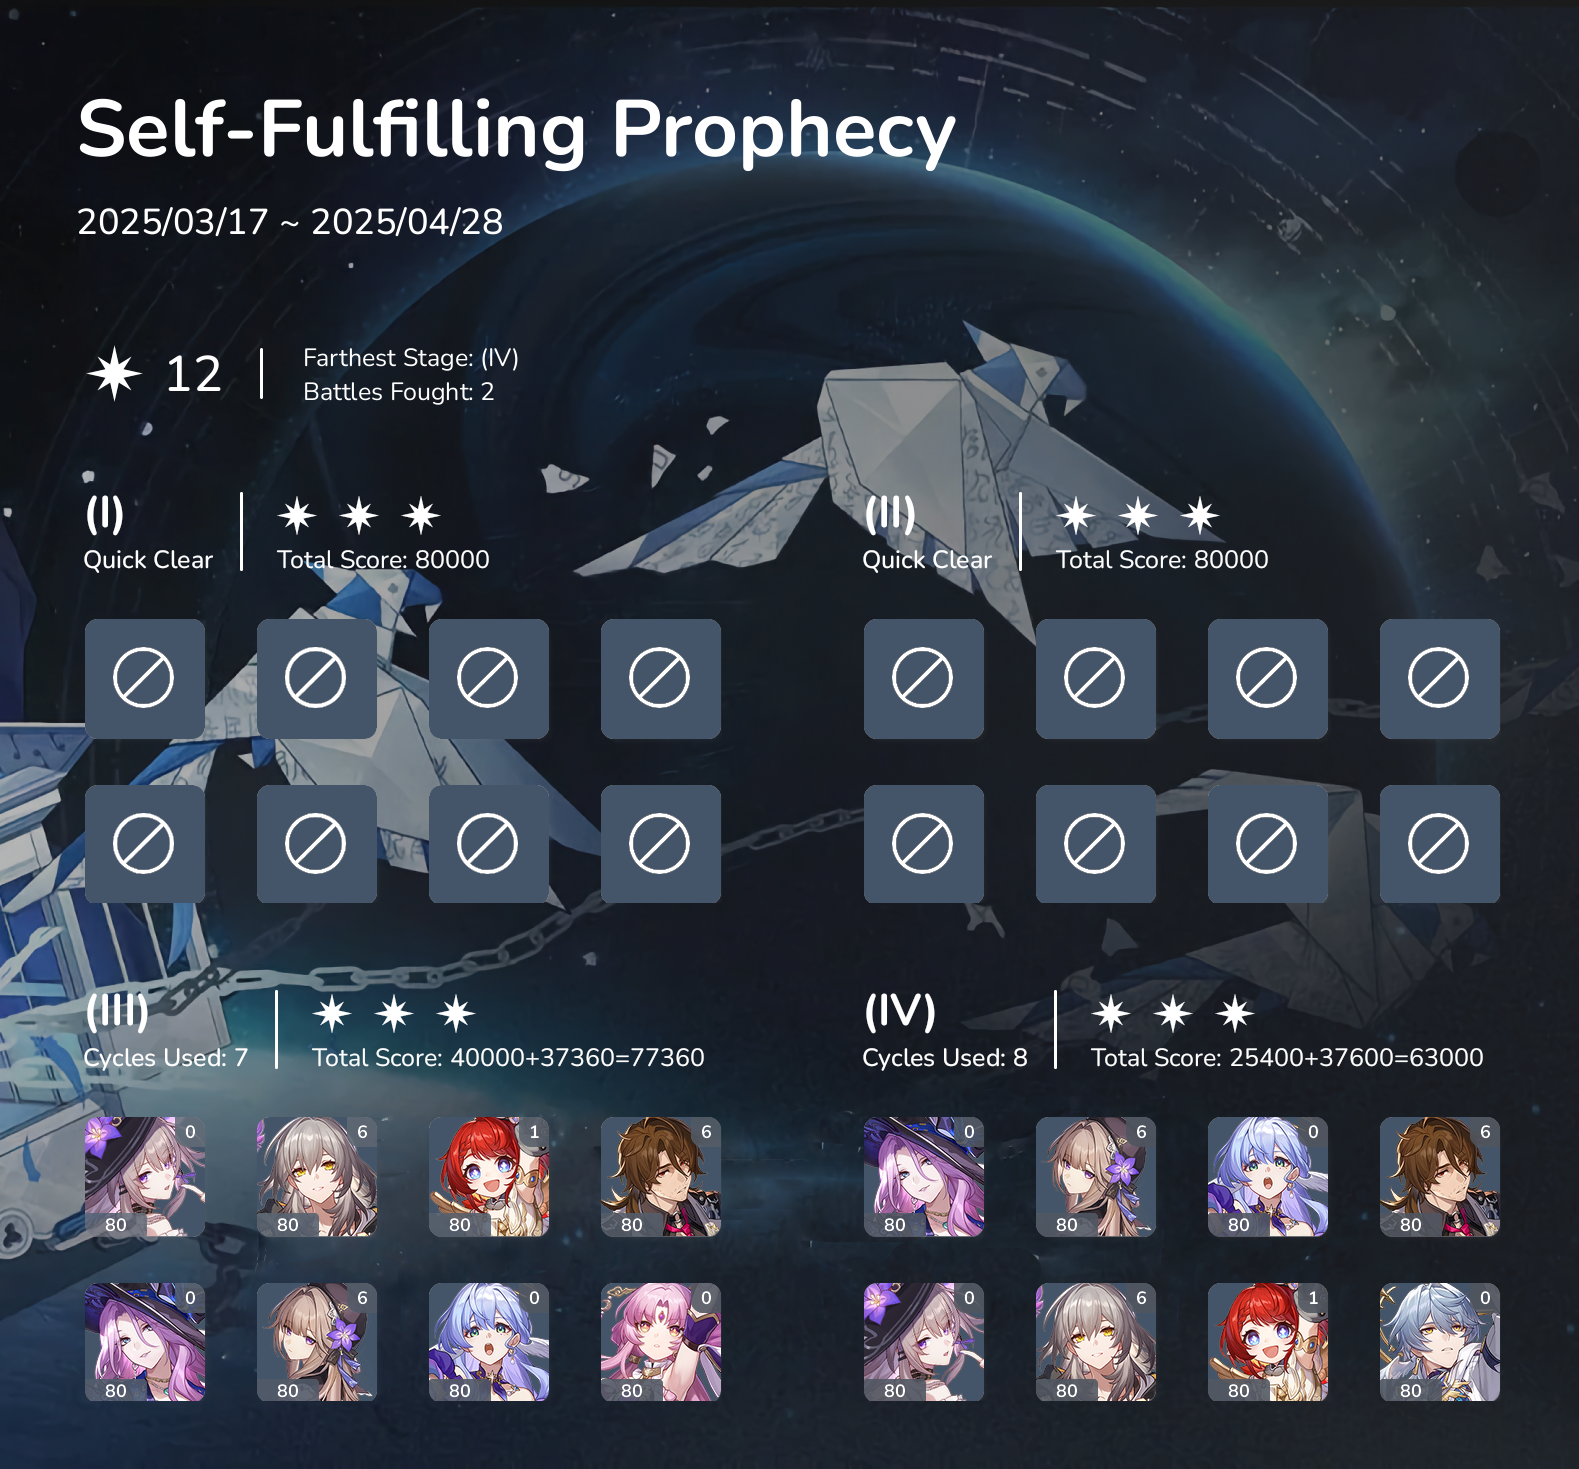 Self-Fulfilling Prophecy
2025/03/17 ~ 2025/04/28
12
Farthest Stage: (IV)
Battles Fought: 2
(I)
Quick Clear
Total Score: 80000
(II)
Quick Clear
Total Score: 80000
(III)
Cycles Used: 7
Total Score: 40000+37360=77360
0 6 1 6
80 80 80 80
0 6 0 0
80 80 80 80
(IV)
Cycles Used: 8
Total Score: 25400+37600=63000
0 6 0 6
80 80 80 80
0 6 1 0
80 80 80 80